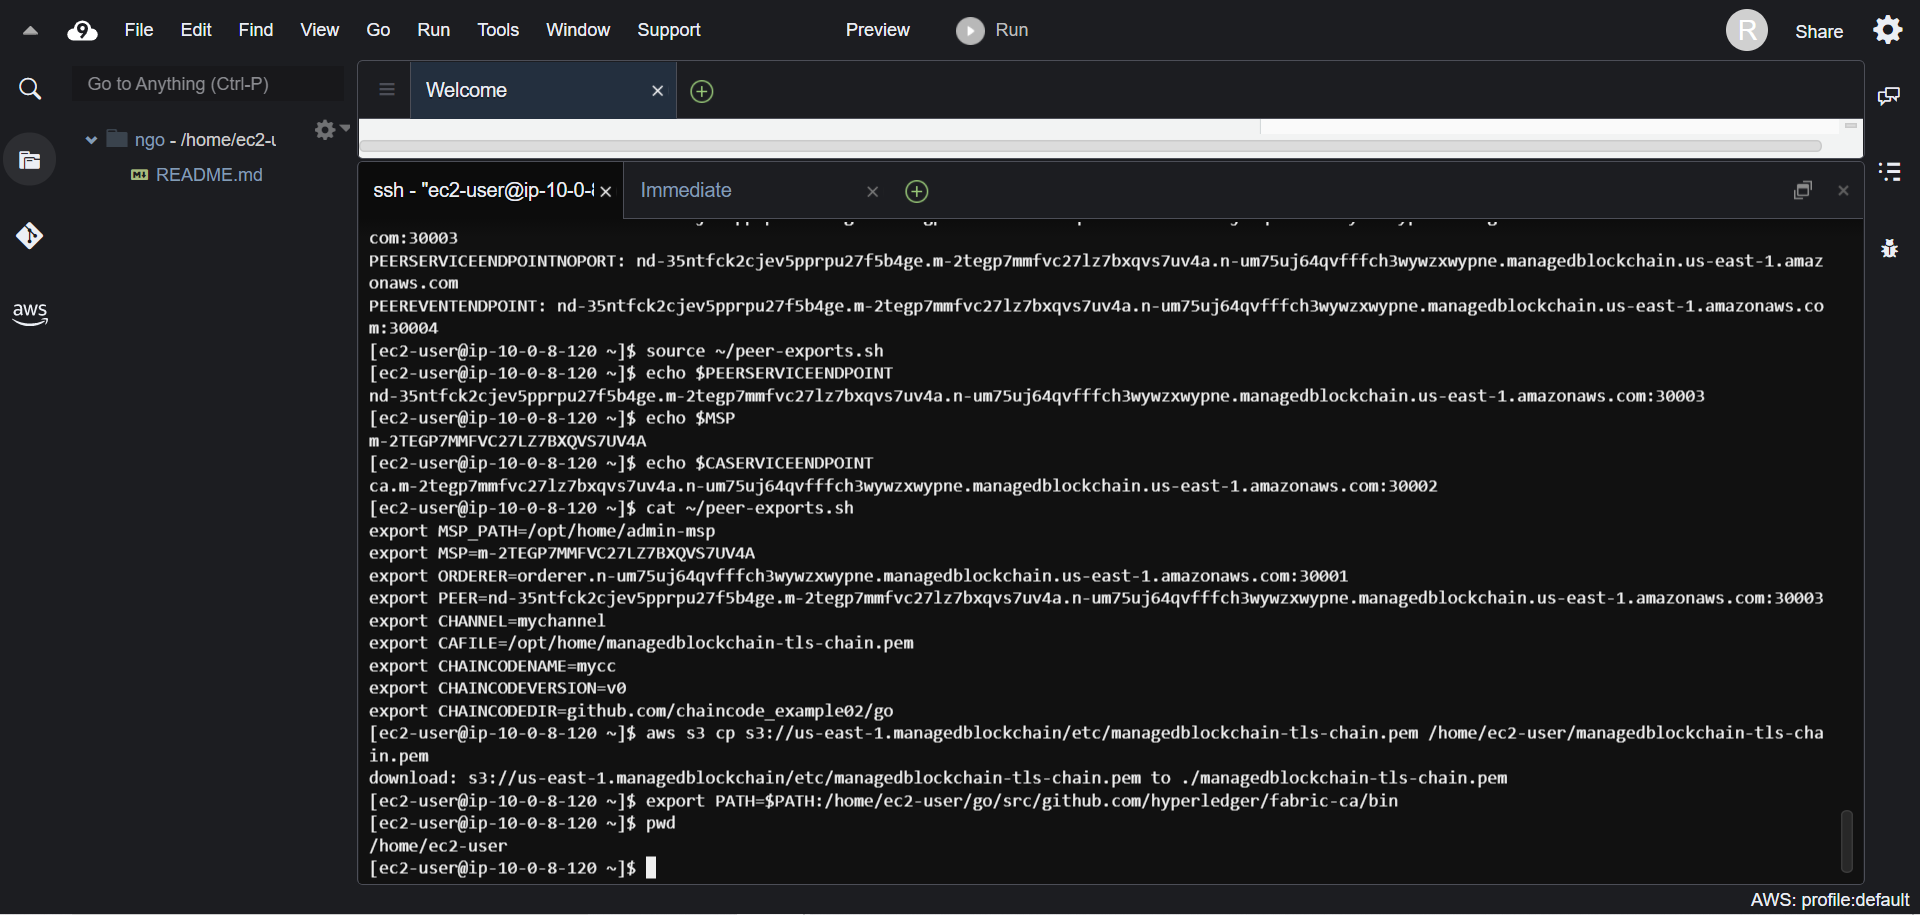 File Edit Find View Go Run Tools Window Support Preview Run R Share
Go to Anything (Ctrl-P)
Welcome
ngo - /home/ec2-u
README.md
aws
ssh - "ec2-user@ip-10-0-8 Immediate
com:30003
PEERSERVICEENDPOINTNOPORT: nd-35ntfck2cjev5pprpu27f5b4ge.m-2tegp7mmfvc27lz7bxqvs7uv4a.n-um75uj64qvfffch3wywzxwypne.managedblockchain.us-east-1.amaz
onaws.com
PEEREVENTENDPOINT: nd-35ntfck2cjev5pprpu27f5b4ge.m-2tegp7mmfvc27lz7bxqvs7uv4a.n-um75uj64qvfffch3wywzxwypne.managedblockchain.us-east-1.amazonaws.co
m:30004
[ec2-user@ip-10-0-8-120 ~]$ source ~/peer-exports.sh
[ec2-user@ip-10-0-8-120 ~]$ echo $PEERSERVICEENDPOINT
nd-35ntfck2cjev5pprpu27f5b4ge.m-2tegp7mmfvc27lz7bxqvs7uv4a.n-um75uj64qvfffch3wywzxwypne.managedblockchain.us-east-1.amazonaws.com:30003
[ec2-user@ip-10-0-8-120 ~]$ echo $MSP
m-2TEGP7MMFVC27LZ7BXQVS7UV4A
[ec2-user@ip-10-0-8-120 ~]$ echo $CASERVICEENDPOINT
ca.m-2tegp7mmfvc27lz7bxqvs7uv4a.n-um75uj64qvfffch3wywzxwypne.managedblockchain.us-east-1.amazonaws.com:30002
[ec2-user@ip-10-0-8-120 ~]$ cat ~/peer-exports.sh
export MSP_PATH=/opt/home/admin-msp
export MSP=m-2TEGP7MMFVC27LZ7BXQVS7UV4A
export ORDERER=orderer.n-um75uj64qvfffch3wywzxwypne.managedblockchain.us-east-1.amazonaws.com:30001
export PEER=nd-35ntfck2cjev5pprpu27f5b4ge.m-2tegp7mmfvc27lz7bxqvs7uv4a.n-um75uj64qvfffch3wywzxwypne.managedblockchain.us-east-1.amazonaws.com:30003
export CHANNEL=mychannel
export CAFILE=/opt/home/managedblockchain-tls-chain.pem
export CHAINCODENAME=mycc
export CHAINCODEVERSION=v0
export CHAINCODEDIR=github.com/chaincode_example02/go
[ec2-user@ip-10-0-8-120 ~]$ aws s3 cp s3://us-east-1.managedblockchain/etc/managedblockchain-tls-chain.pem /home/ec2-user/managedblockchain-tls-cha
in.pem
download: s3://us-east-1.managedblockchain/etc/managedblockchain-tls-chain.pem to ./managedblockchain-tls-chain.pem
[ec2-user@ip-10-0-8-120 ~]$ export PATH=$PATH:/home/ec2-user/go/src/github.com/hyperledger/fabric-ca/bin
[ec2-user@ip-10-0-8-120 ~]$ pwd
/home/ec2-user
[ec2-user@ip-10-0-8-120 ~]$
AWS: profile:default